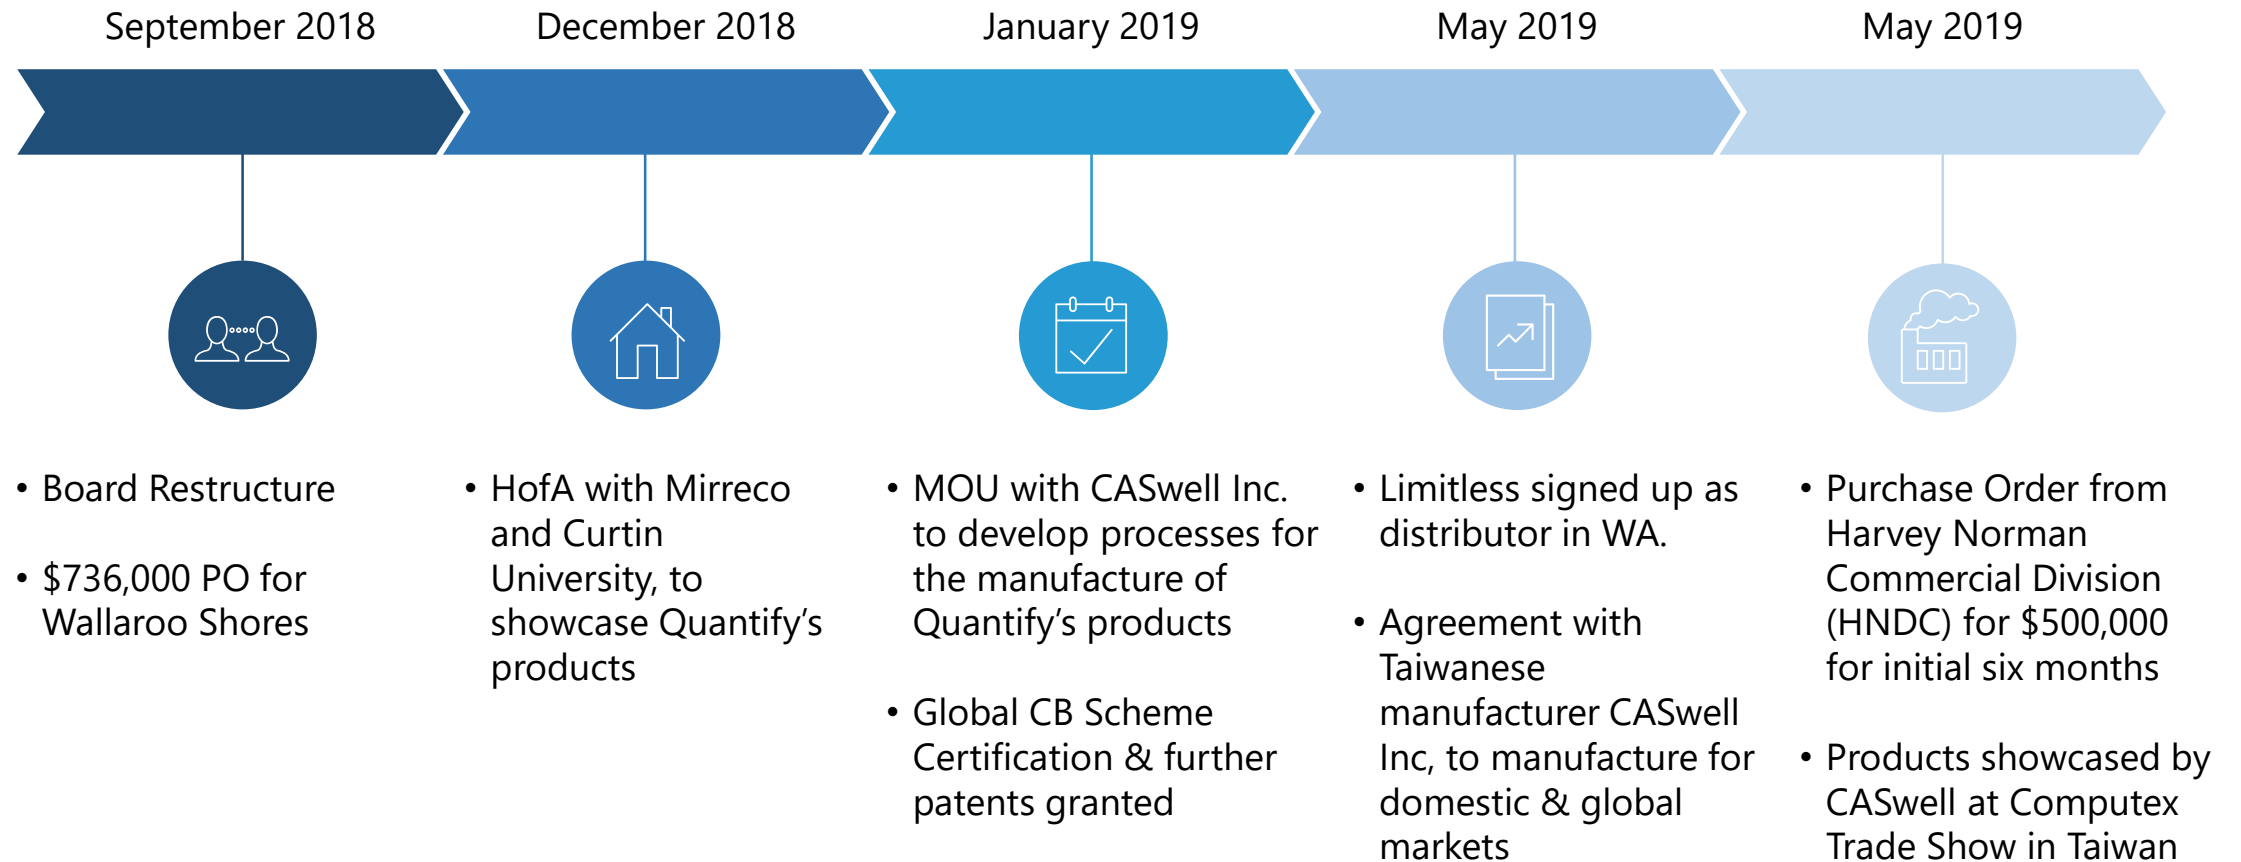 September 2018
December 2018
January 2019
May 2019
May 2019
• Board Restructure
• $736,000 PO for
Wallaroo Shores
• HofA with Mirreco
and Curtin
University, to
showcase Quantify’s
products
• MOU with CASwell Inc.
to develop processes for
the manufacture of
Quantify’s products
• Global CB Scheme
Certification & further
patents granted
• Limitless signed up as
distributor in WA.
• Agreement with
Taiwanese
manufacturer CASwell
Inc, to manufacture for
domestic & global
markets
• Purchase Order from
Harvey Norman
Commercial Division
(HNDC) for $500,000
for initial six months
• Products showcased by
CASwell at Computex
Trade Show in Taiwan